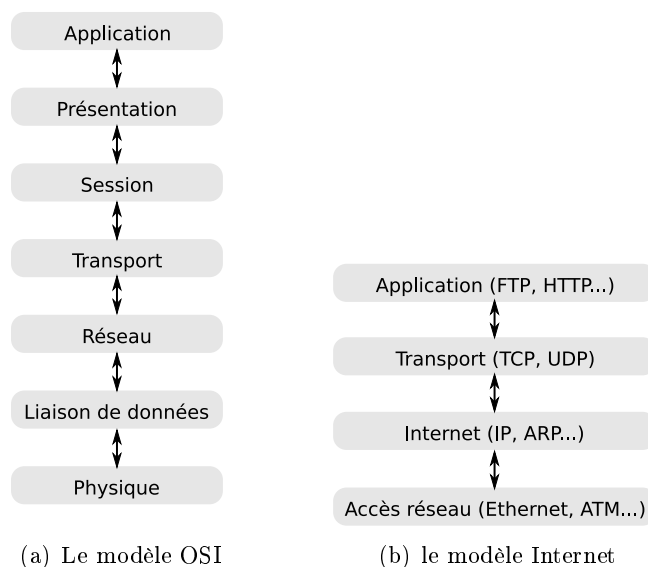 Application
Présentation
Session
Transport
Réseau
Liaison de données
Physique
(a) Le modèle OSI
Application (FTP, HTTP...)
Transport (TCP, UDP)
Internet (IP, ARP...)
Accès réseau (Ethernet, ATM...)
(b) le modèle Internet